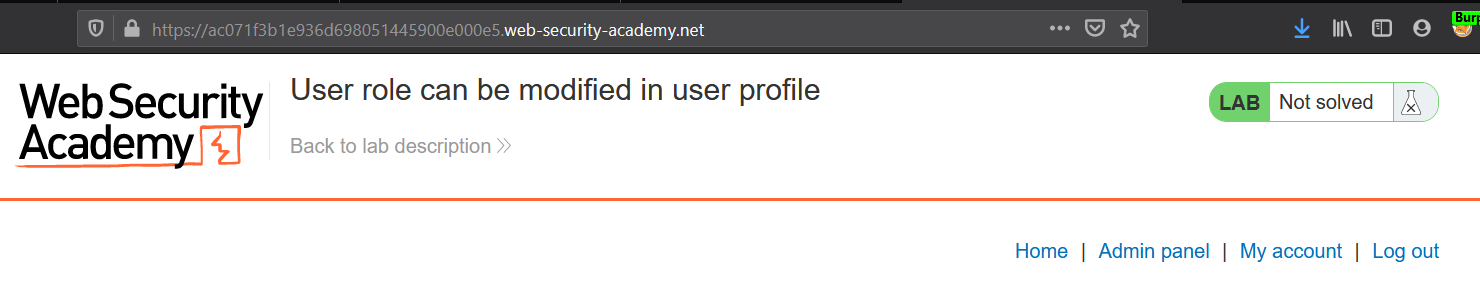 https://ac071f3b1e936d698051445900e000e5.web-security-academy.net
Burp
Web Security
Academy
User role can be modified in user profile
Back to lab description
LAB Not solved
Home | Admin panel | My account | Log out